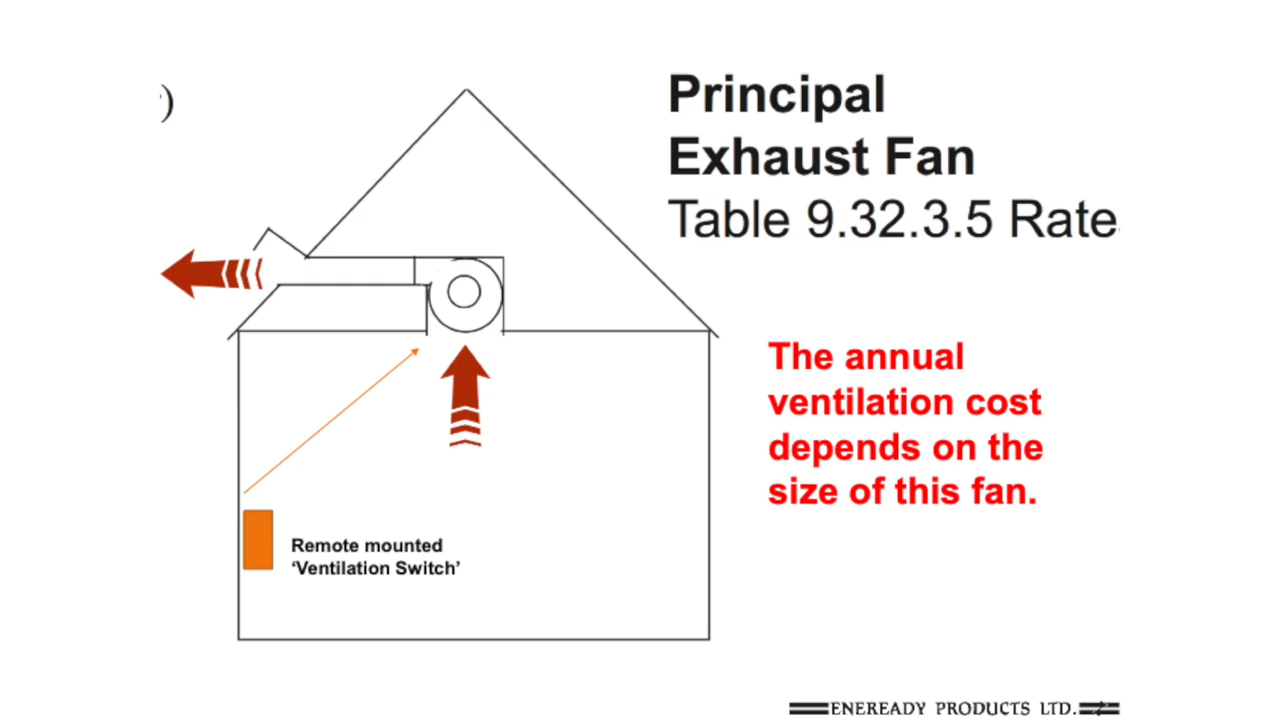 )
Principal
Exhaust Fan
Table 9.32.3.5 Rate
The annual
ventilation cost
depends on the
size of this fan.
Remote mounted
‘Ventilation Switch’
ENEREADY PRODUCTS LTD.